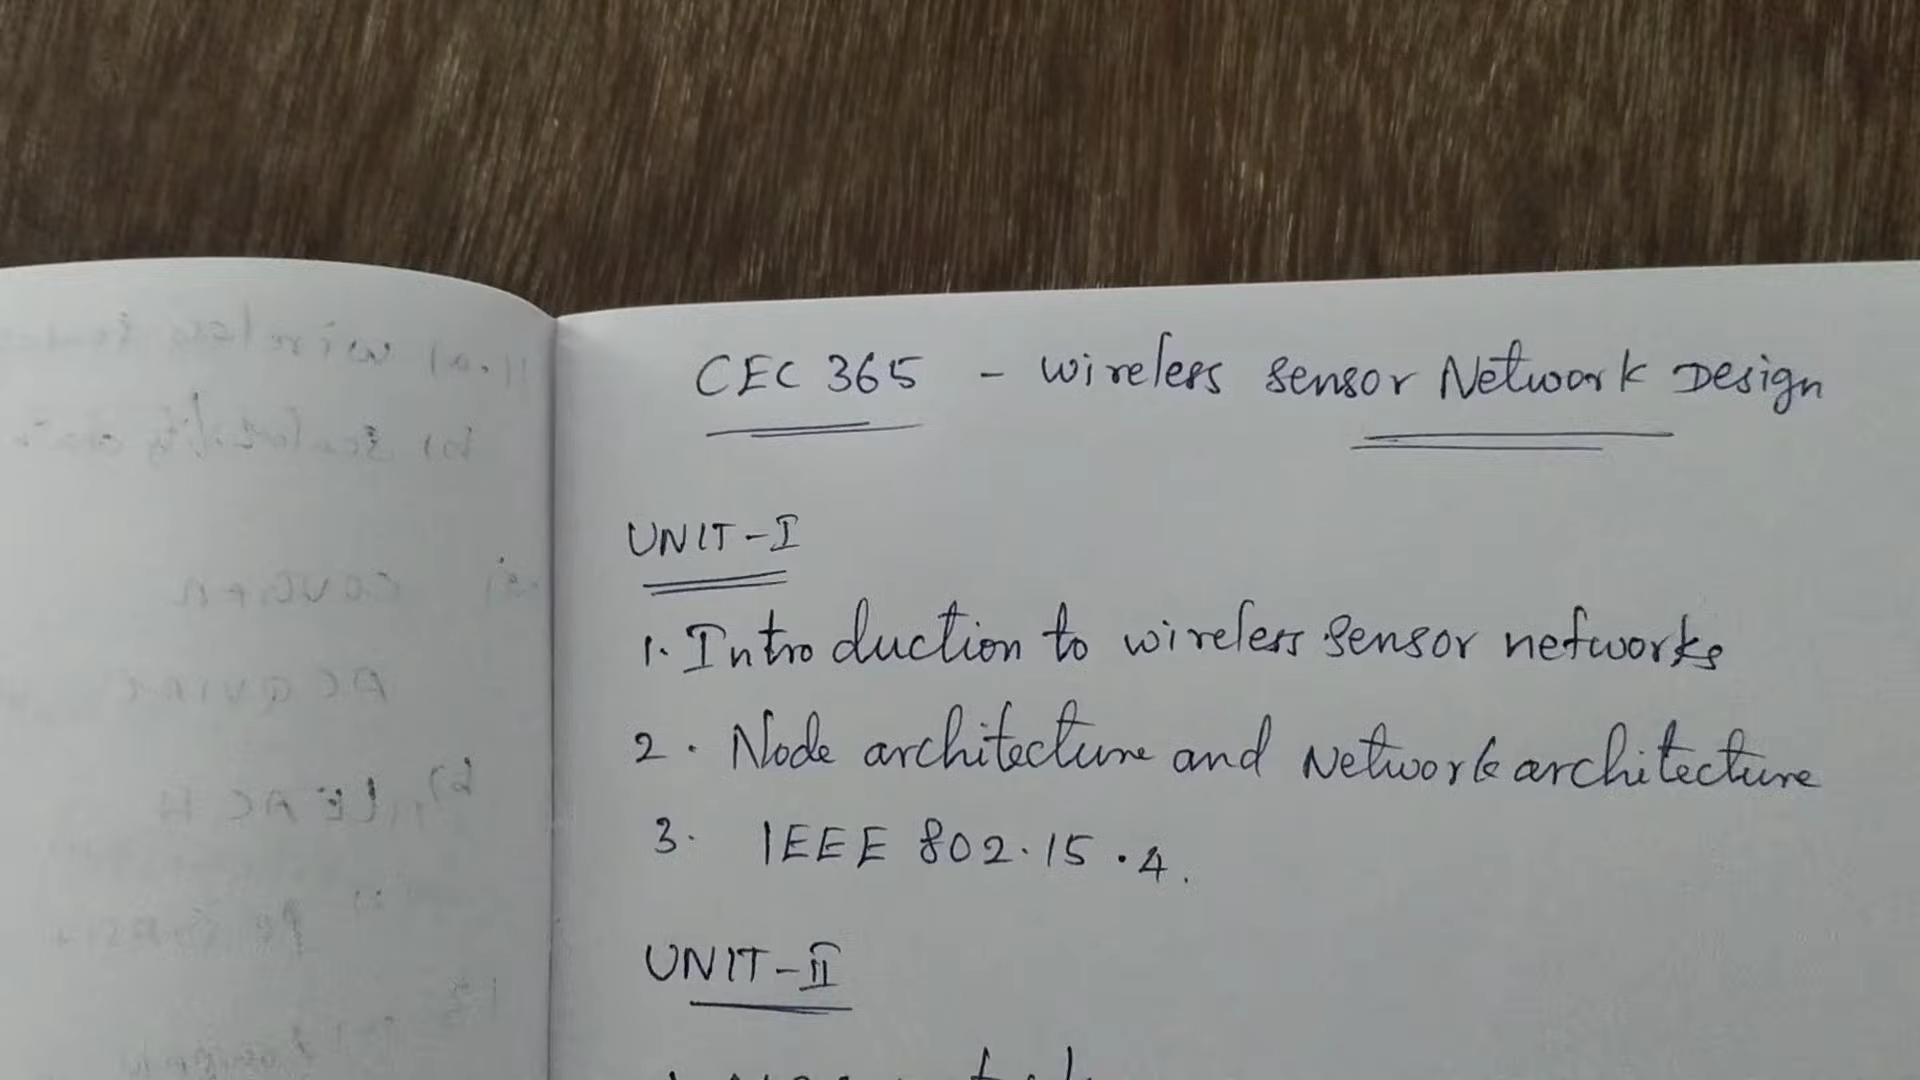 CEC 365 - wireless sensor Network Design
UNIT-I
1. Introduction to wireless sensor networks
2. Node architecture and Network architecture
3. IEEE 802.15.4.
UNIT-II